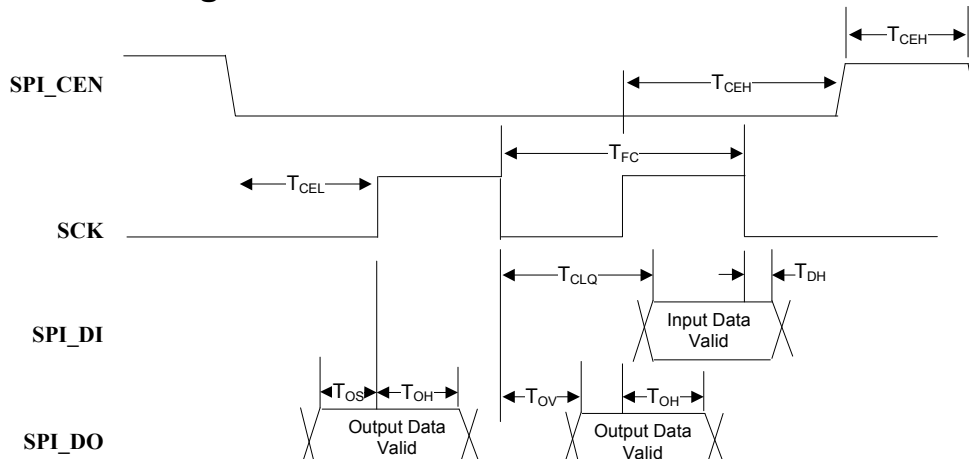 T_CEH
SPI_CEN
T_CEH
T_FC
T_CEL
SCK
T_CLQ
T_DH
Input Data
Valid
SPI_DI
T_OS
T_OH
T_OV
T_OH
Output Data
Valid
Output Data
Valid
SPI_DO